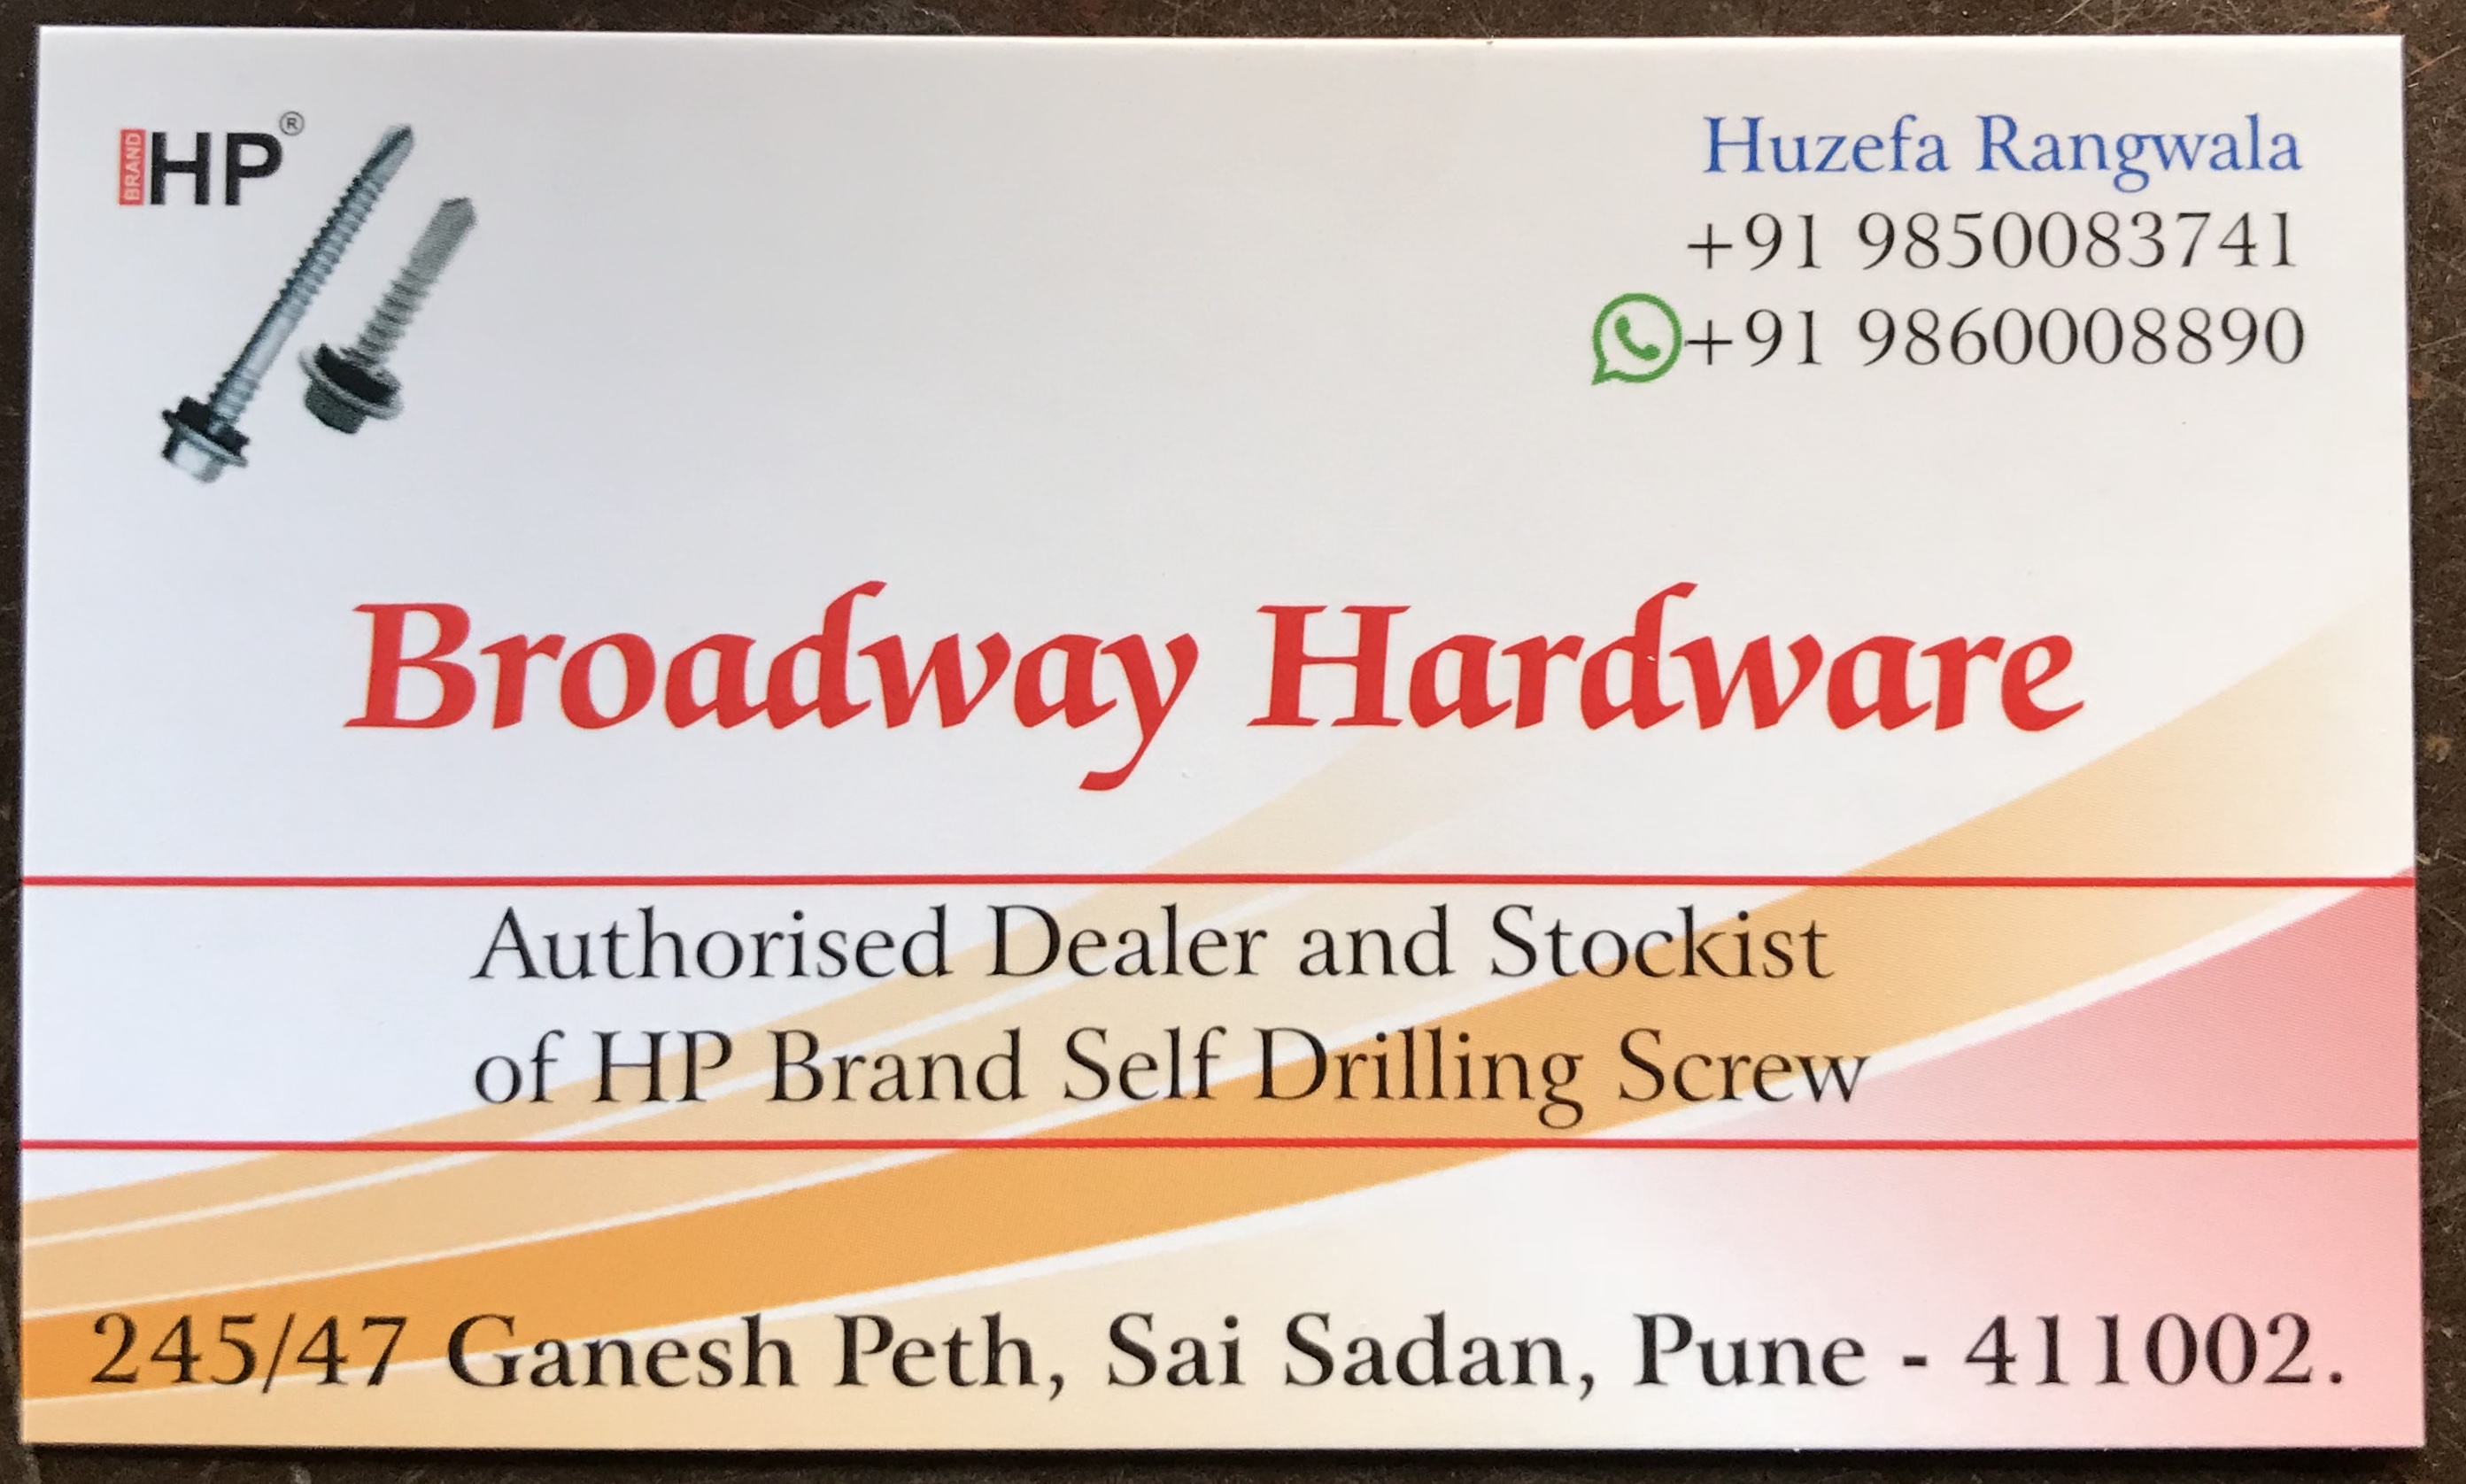 BRAND HP®
Huzefa Rangwala
+91 9850083741
+91 9860008890
Broadway Hardware
Authorised Dealer and Stockist
of HP Brand Self Drilling Screw
245/47 Ganesh Peth, Sai Sadan, Pune - 411002.